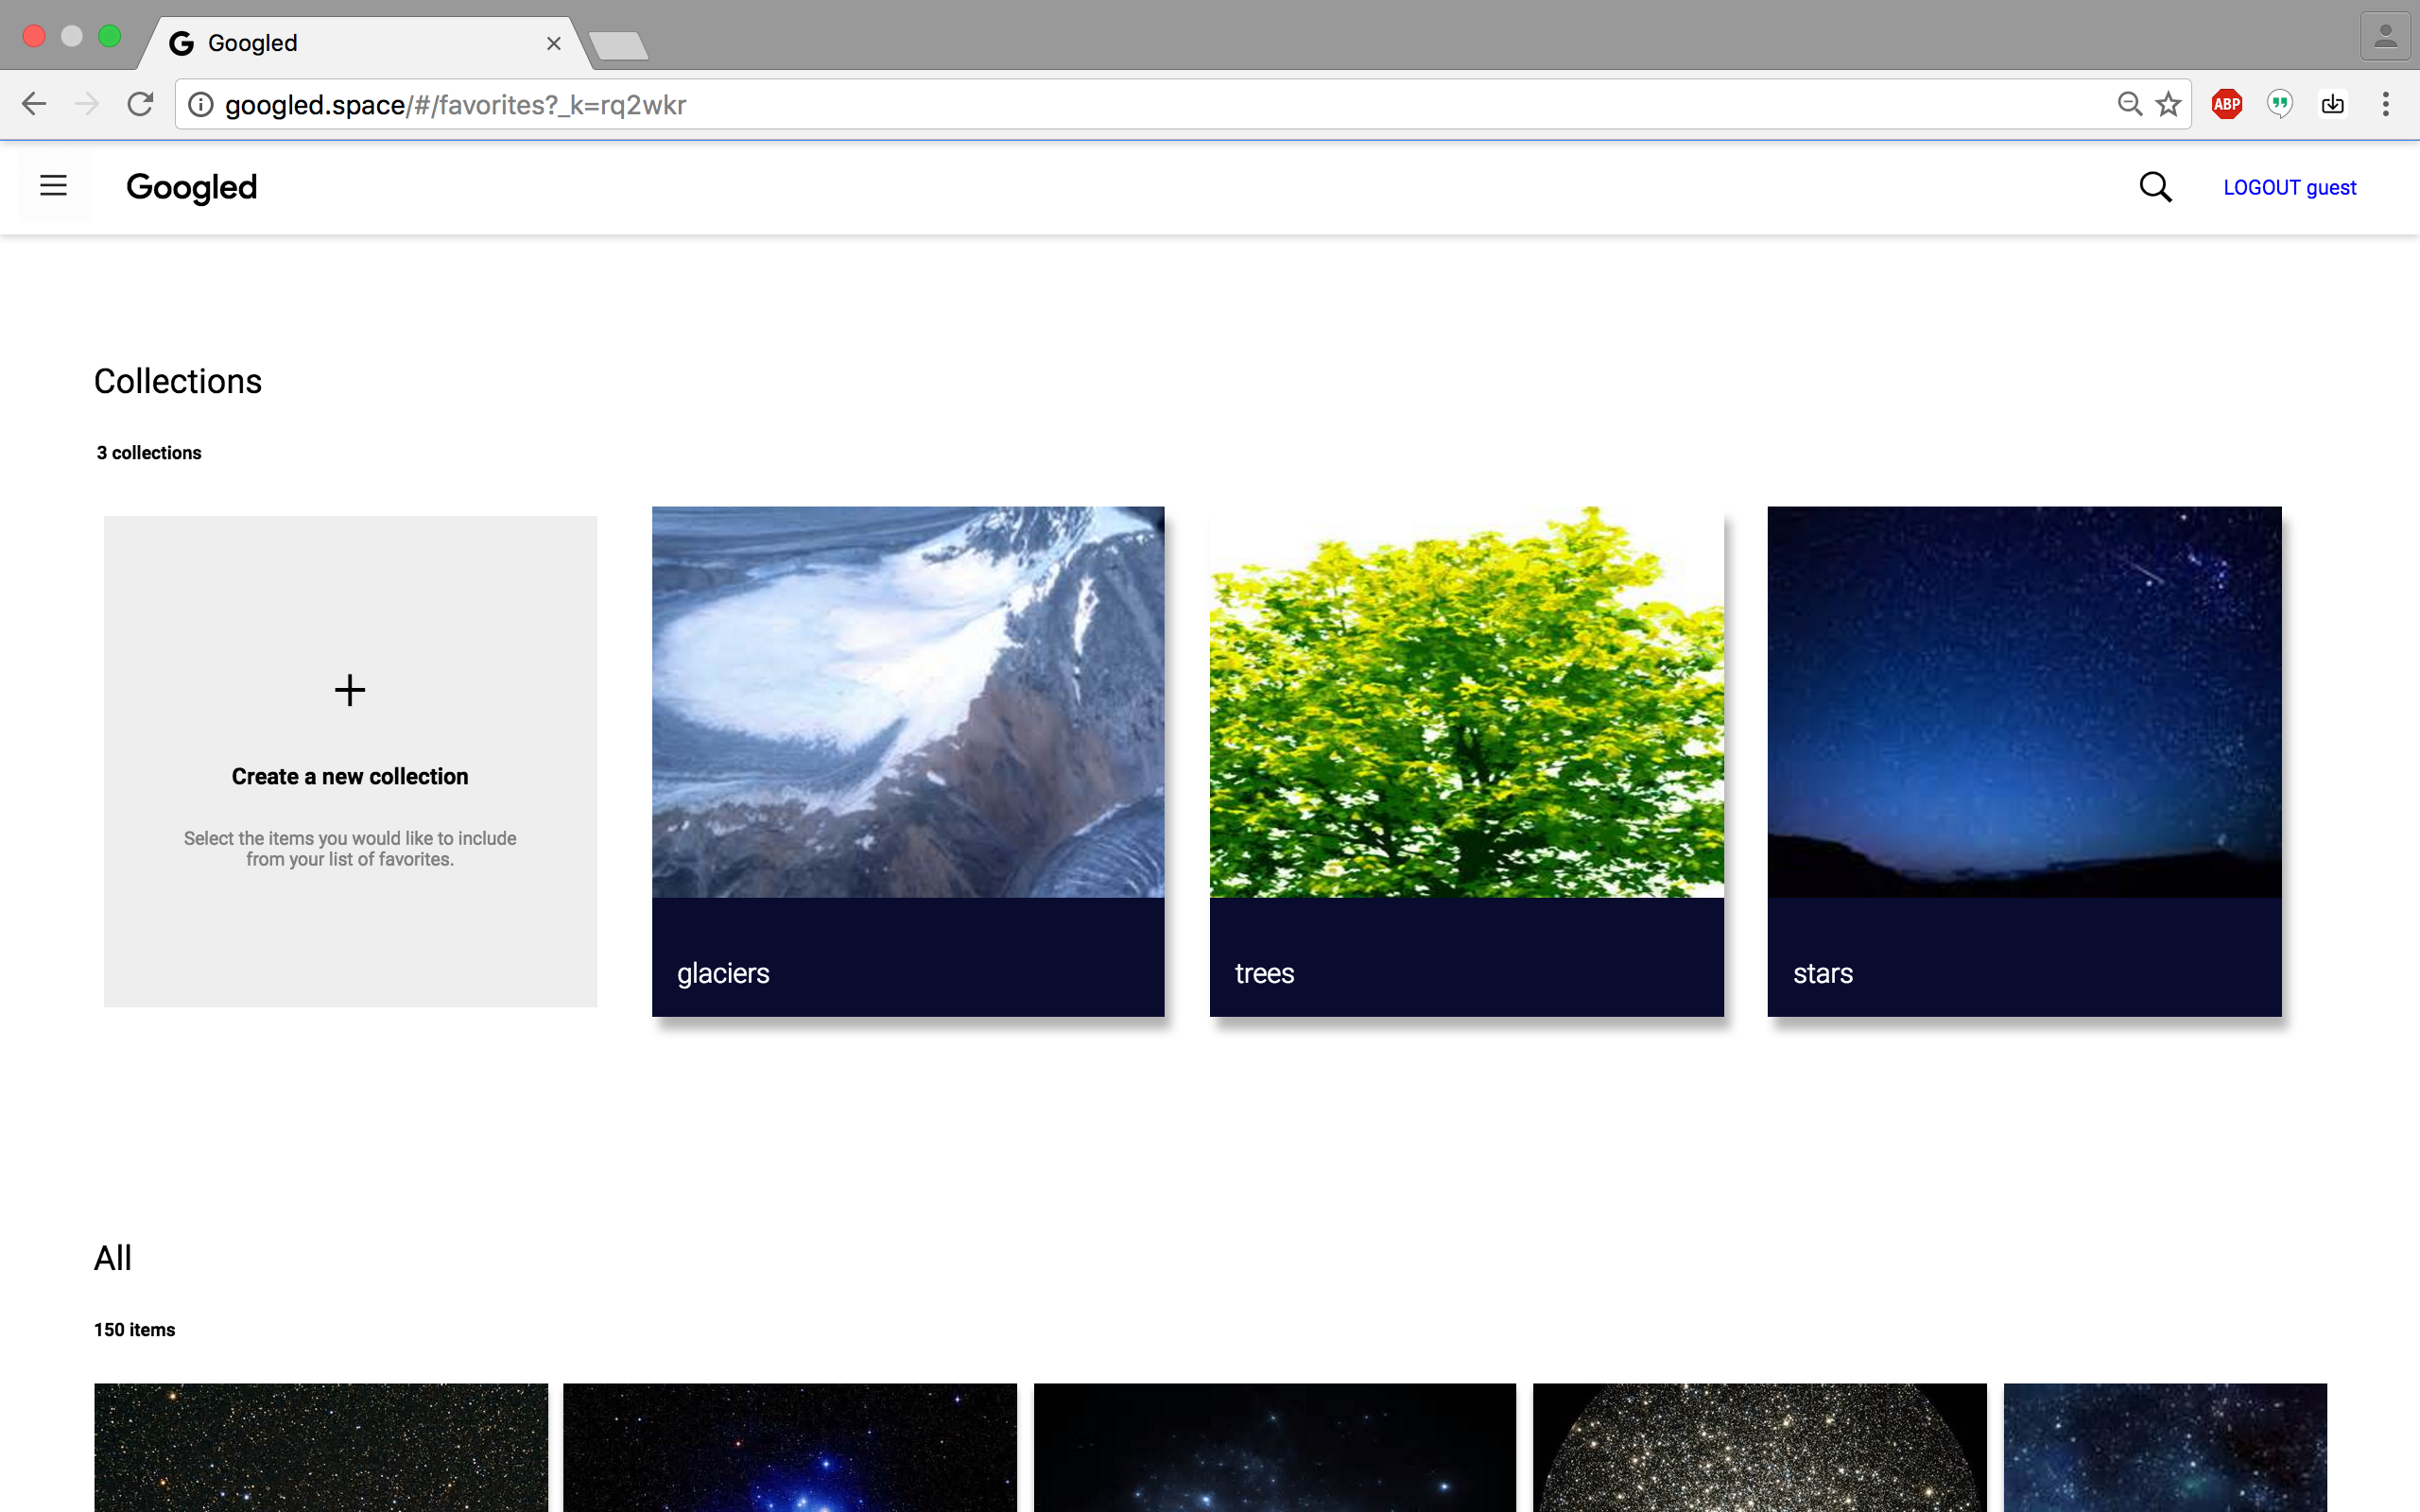 Googled
googled.space/#/favorites?_k=rq2wkr
ABP
Googled
LOGOUT guest
Collections
3 collections
Create a new collection
Select the items you would like to include
from your list of favorites.
glaciers
trees
stars
All
150 items